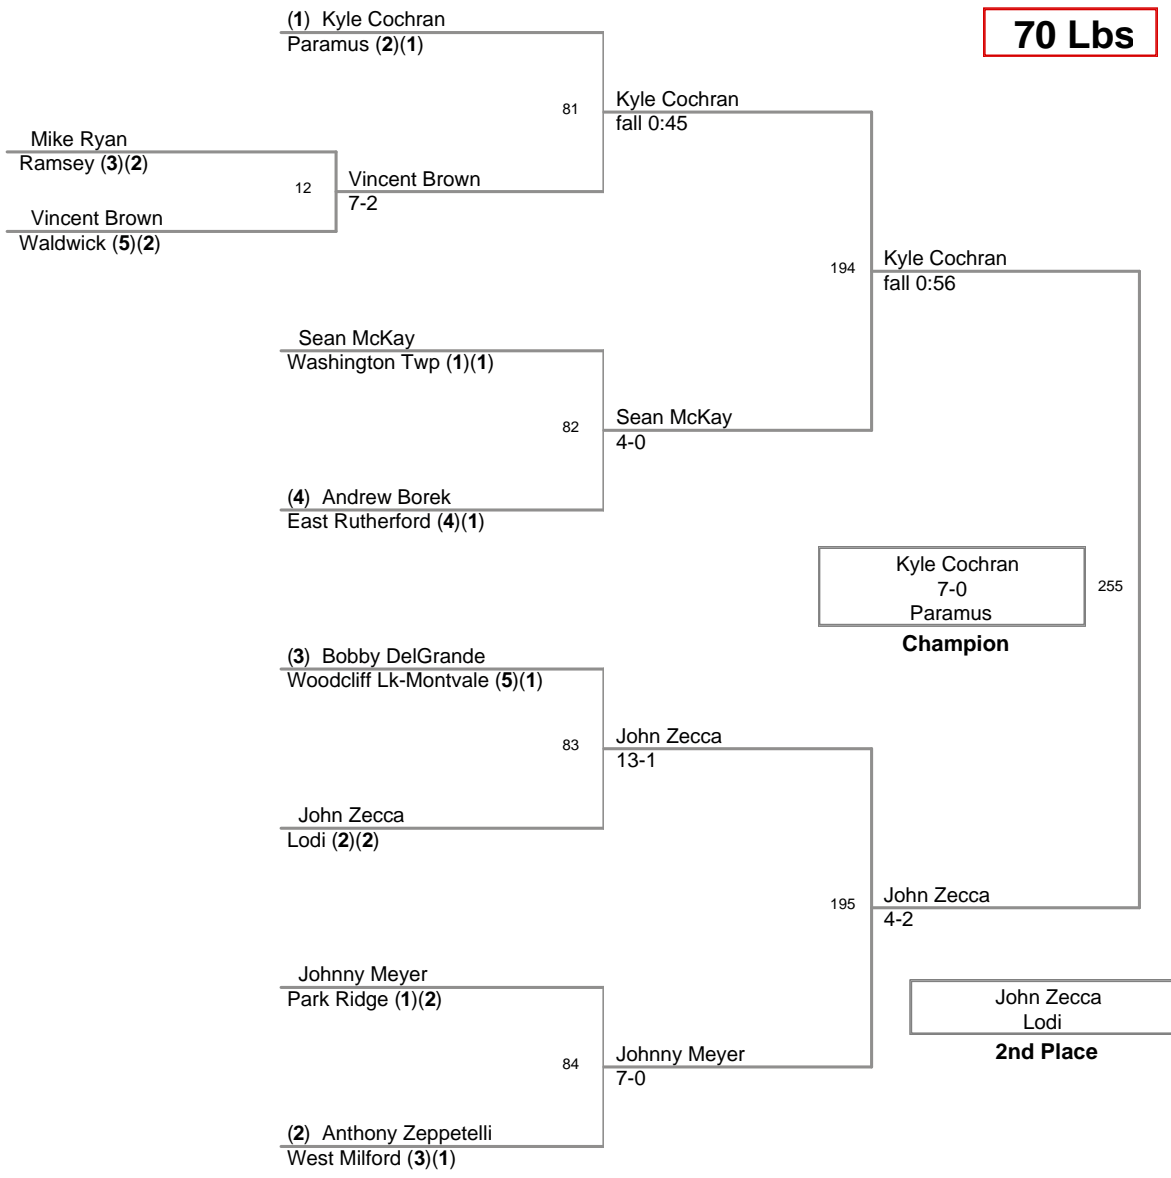 70 Lbs
(1) Kyle Cochran
Paramus (2)(1)
81
Kyle Cochran
fall 0:45
Mike Ryan
Ramsey (3)(2)
12
Vincent Brown
7-2
Vincent Brown
Waldwick (5)(2)
194
Kyle Cochran
fall 0:56
Sean McKay
Washington Twp (1)(1)
82
Sean McKay
4-0
(4) Andrew Borek
East Rutherford (4)(1)
Kyle Cochran
7-0
Paramus
Champion
255
(3) Bobby DelGrande
Woodcliff Lk-Montvale (5)(1)
83
John Zecca
13-1
John Zecca
Lodi (2)(2)
195
John Zecca
4-2
Johnny Meyer
Park Ridge (1)(2)
John Zecca
Lodi
2nd Place
84
Johnny Meyer
7-0
(2) Anthony Zeppetelli
West Milford (3)(1)